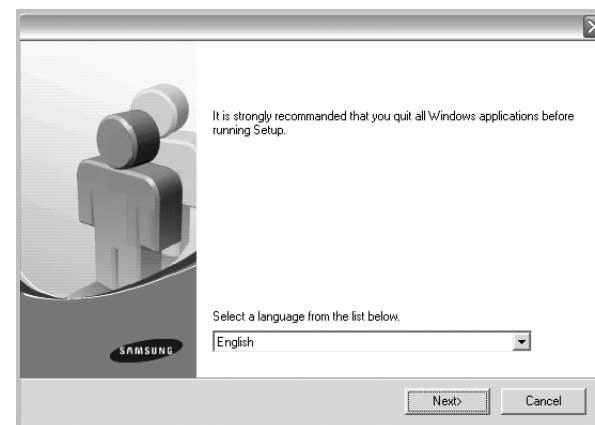 It is strongly recommanded that you quit all Windows applications before
running Setup.
Select a language from the list below.
English
SAMSUNG
Next>
Cancel